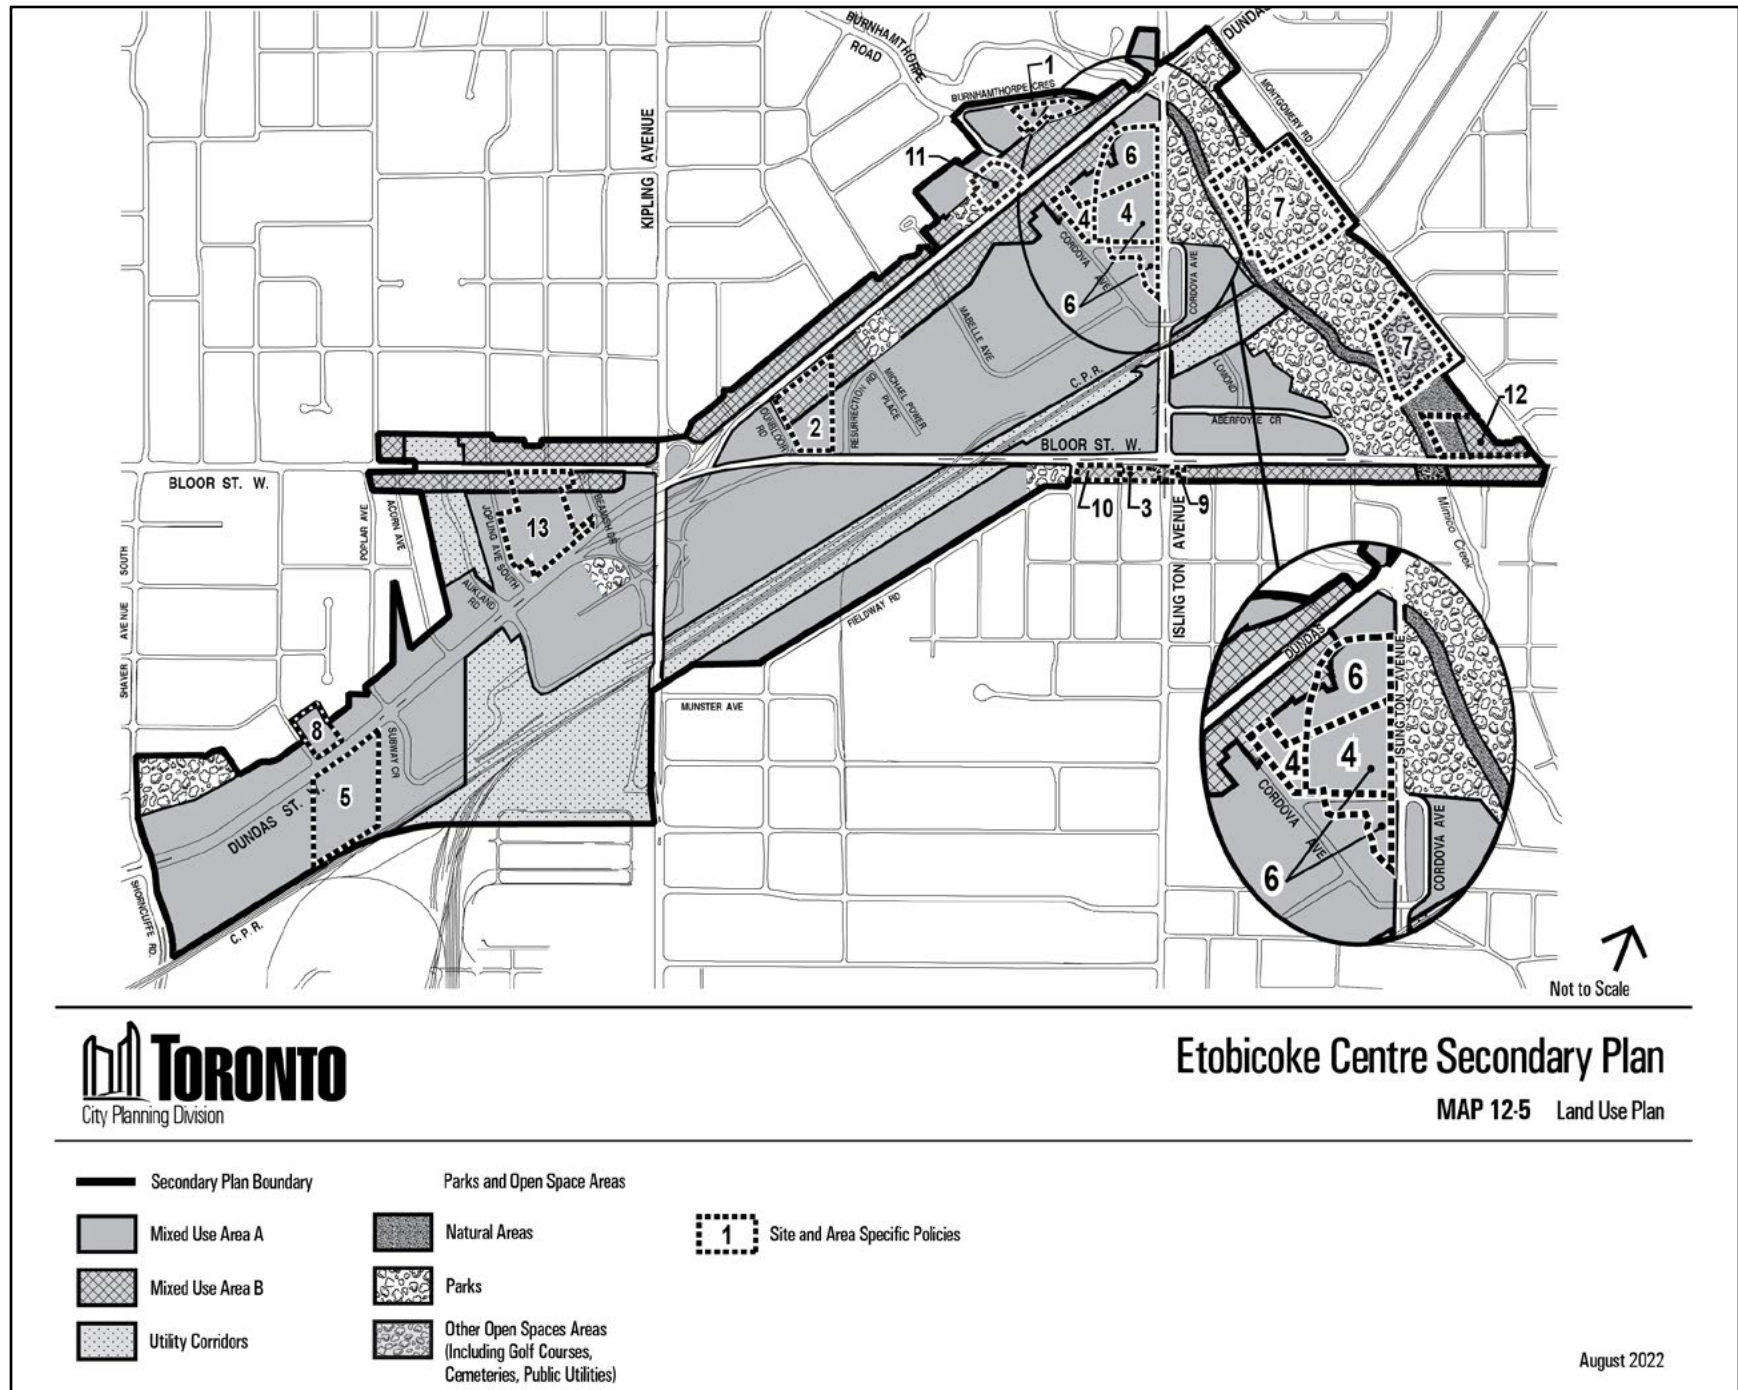 BURNHAMTHORPE
ROAD
DUNDAS
1
BURNHAMTHORPE CRES
MONTGOMERY RD
KIPLING AVENUE
11
6
4
4
7
CORDOVA AVE
CORDOVA AVE
6
MABELLE AVE
7
C.P.R.
LOMOND
12
MICHAEL POWER
PLACE
RESURRECTION RD
DUNBLOOR
RD
2
ABERFOYLE CR
BLOOR ST. W.
BLOOR ST. W.
10
3
9
ISLINGTON AVENUE
Mimico Creek
POPLAR AVE
ACORN AVE
JOPLING AVE SOUTH
13
BEAMISH DR
AUKLAND
RD
FIELDWAY RD
SHAVER AVENUE SOUTH
MUNSTER AVE
8
SUBWAY CR
5
DUNDAS ST.
SHORNCLIFFE RD.
C.P.R.
DUNDAS
6
ISLINGTON AVENUE
4
4
CORDOVA AVE
CORDOVA AVE
6
Not to Scale
TORONTO
City Planning Division
Etobicoke Centre Secondary Plan
MAP 12-5 Land Use Plan
Secondary Plan Boundary
Mixed Use Area A
Mixed Use Area B
Utility Corridors
Parks and Open Space Areas
Natural Areas
Parks
Other Open Spaces Areas
(Including Golf Courses,
Cemeteries, Public Utilities)
1
Site and Area Specific Policies
August 2022